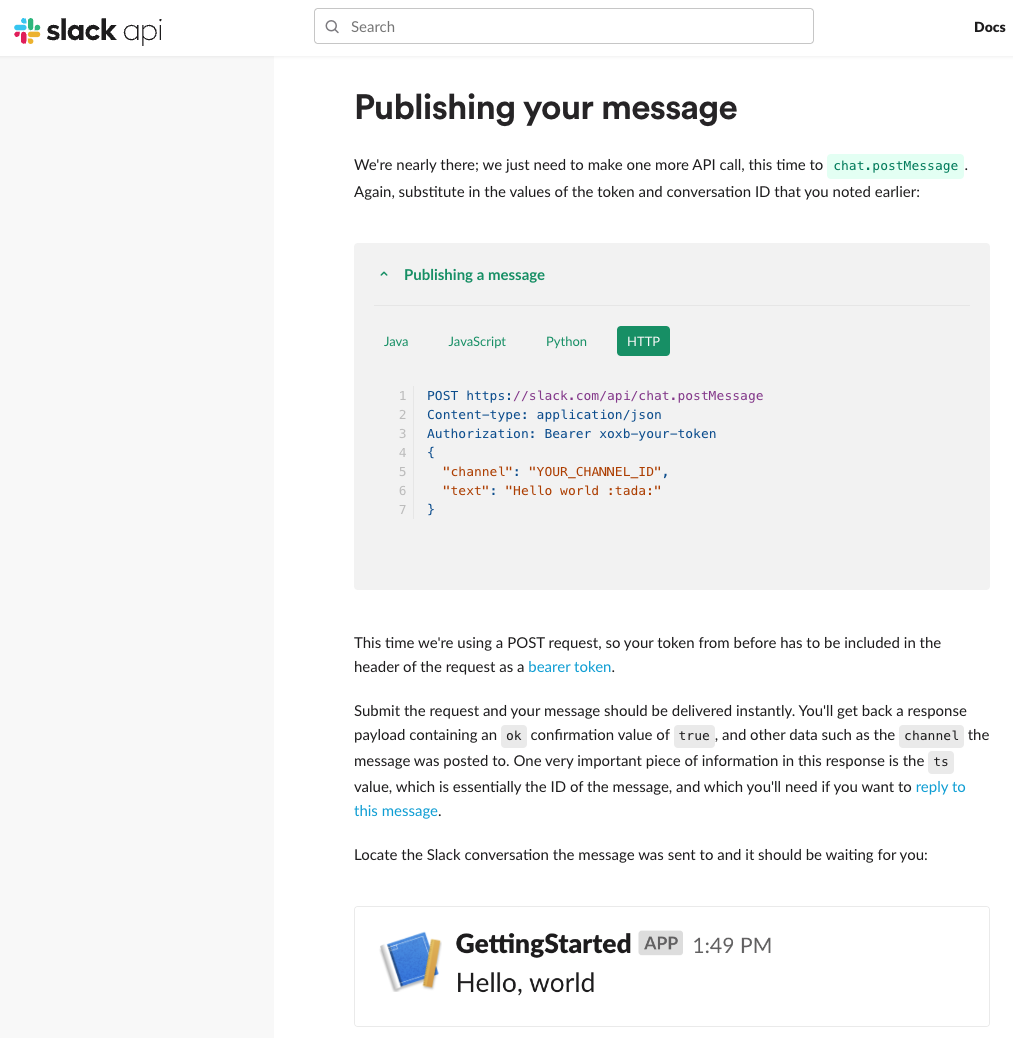 slack api
Search
Docs
Publishing your message
We're nearly there; we just need to make one more API call, this time to chat.postMessage .
Again, substitute in the values of the token and conversation ID that you noted earlier:
Publishing a message
Java JavaScript Python HTTP
1 POST https://slack.com/api/chat.postMessage
2 Content-type: application/json
3 Authorization: Bearer xoxb-your-token
4 {
5 "channel": "YOUR_CHANNEL_ID",
6 "text": "Hello world :tada:"
7 }
This time we're using a POST request, so your token from before has to be included in the
header of the request as a bearer token.
Submit the request and your message should be delivered instantly. You'll get back a response
payload containing an ok confirmation value of true , and other data such as the channel the
message was posted to. One very important piece of information in this response is the ts
value, which is essentially the ID of the message, and which you'll need if you want to reply to
this message.
Locate the Slack conversation the message was sent to and it should be waiting for you:
GettingStarted APP 1:49 PM
Hello, world